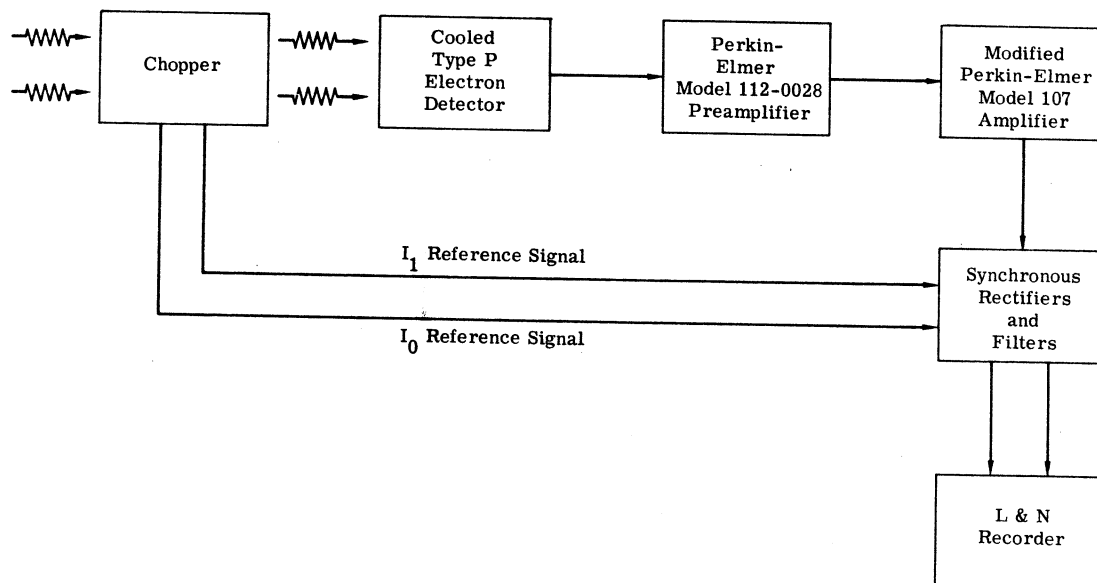 Chopper
Cooled
Type P
Electron
Detector
Perkin-
Elmer
Model 112-0028
Preamplifier
Modified
Perkin-Elmer
Model 107
Amplifier
I1 Reference Signal
I0 Reference Signal
Synchronous
Rectifiers
and
Filters
L & N
Recorder